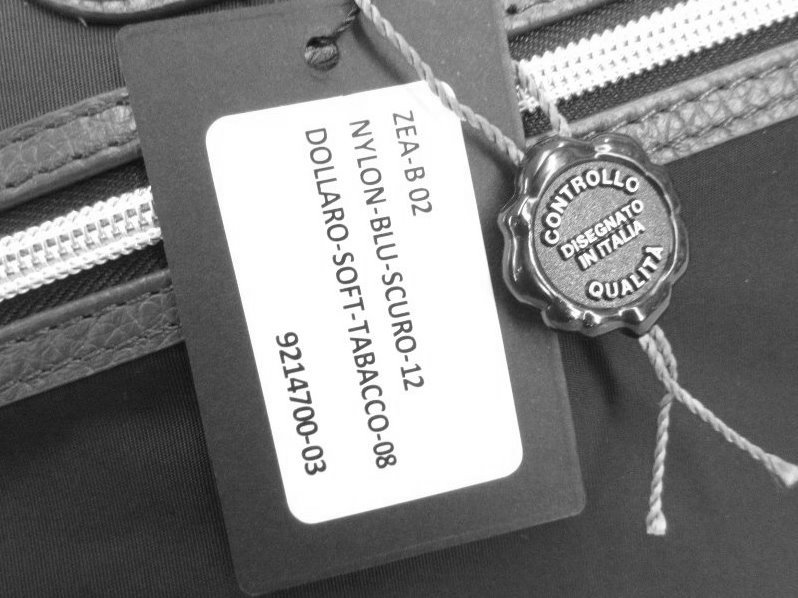 ZEA-B 02
NYLON-BLU-SCURO-12
DOLLARO-SOFT-TABACCO-08
9214700-03
CONTROLLO
DISEGNATO
IN ITALIA
QUALITÀ